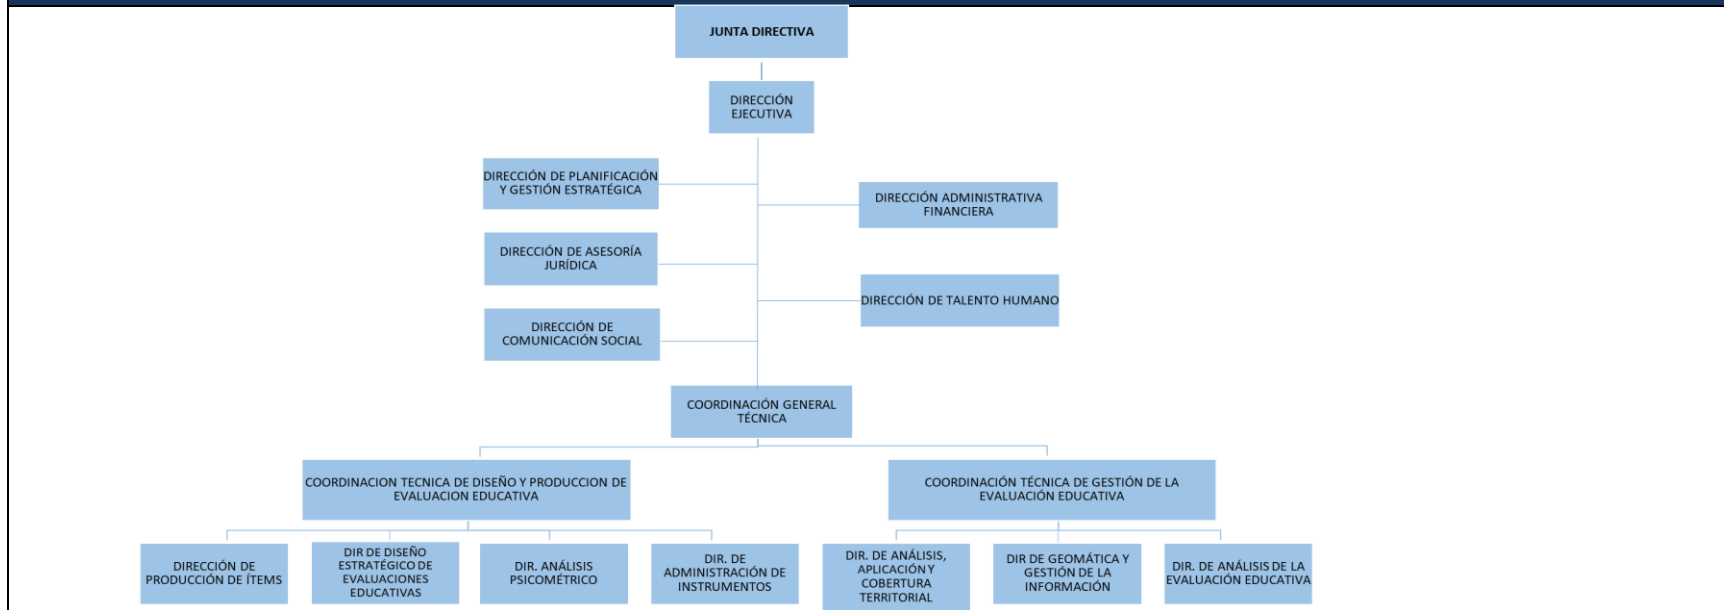 JUNTA DIRECTIVA
DIRECCIÓN
EJECUTIVA
DIRECCIÓN DE PLANIFICACIÓN
Y GESTIÓN ESTRATÉGICA
DIRECCIÓN ADMINISTRATIVA
FINANCIERA
DIRECCIÓN DE ASESORÍA
JURÍDICA
DIRECCIÓN DE TALENTO HUMANO
DIRECCIÓN DE
COMUNICACIÓN SOCIAL
COORDINACIÓN GENERAL
TÉCNICA
COORDINACION TECNICA DE DISEÑO Y PRODUCCION DE
EVALUACION EDUCATIVA
COORDINACIÓN TÉCNICA DE GESTIÓN DE LA
EVALUACIÓN EDUCATIVA
DIRECCIÓN DE
PRODUCCIÓN DE ÍTEMS
DIR DE DISEÑO
ESTRATÉGICO DE
EVALUACIONES
EDUCATIVAS
DIR. ANÁLISIS
PSICOMÉTRICO
DIR. DE
ADMINISTRACIÓN DE
INSTRUMENTOS
DIR. DE ANÁLISIS,
APLICACIÓN Y
COBERTURA
TERRITORIAL
DIR DE GEOMÁTICA Y
GESTIÓN DE LA
INFORMACIÓN
DIR. DE ANÁLISIS DE LA
EVALUACIÓN EDUCATIVA